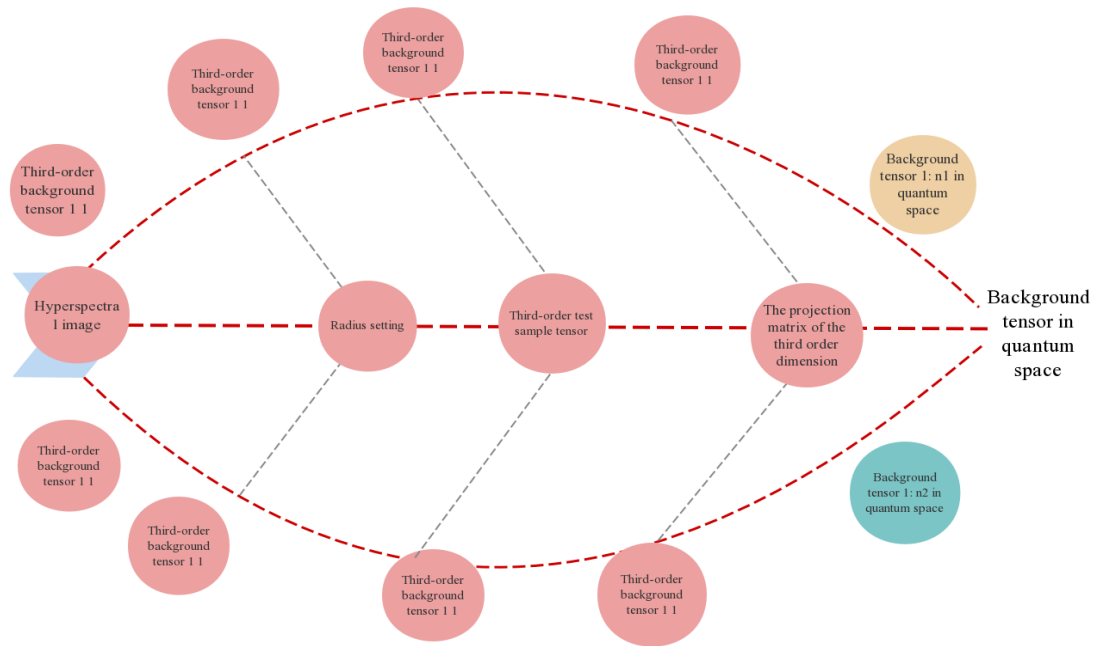 Third-order
background
tensor 1 1
Third-order
background
tensor 1 1
Third-order
background
tensor 1 1
Third-order
background
tensor 1 1
Background
tensor 1: n1 in
quantum
space
Hyperspectra
l image
Radius setting
Third-order test
sample tensor
The projection
matrix of the
third order
dimension
Background
tensor in
quantum
space
Third-order
background
tensor 1 1
Third-order
background
tensor 1 1
Third-order
background
tensor 1 1
Third-order
background
tensor 1 1
Background
tensor 1: n2 in
quantum space